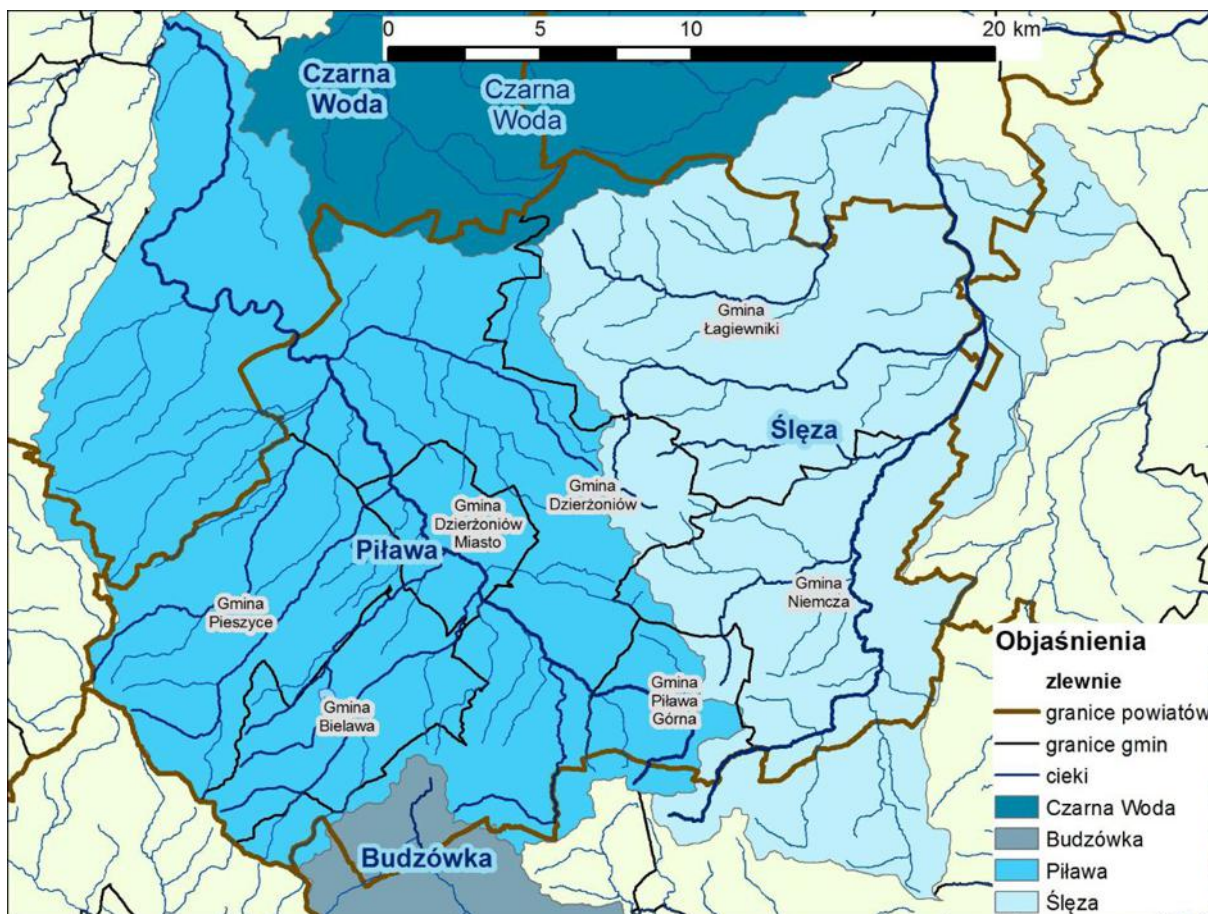 0 5 10 20 km
Czarna
Woda
Czarna
Woda
Gmina
Łagiewniki
Ślęza
Gmina
Dzierżoniów
Gmina
Dzierżoniów
Miasto
Piława
Gmina
Niemcza
Gmina
Pieszyce
Gmina
Piława
Górna
Gmina
Bielawa
Budzówka
Objaśnienia
zlewnie
granice powiatów
granice gmin
cieki
Czarna Woda
Budzówka
Piława
Ślęza